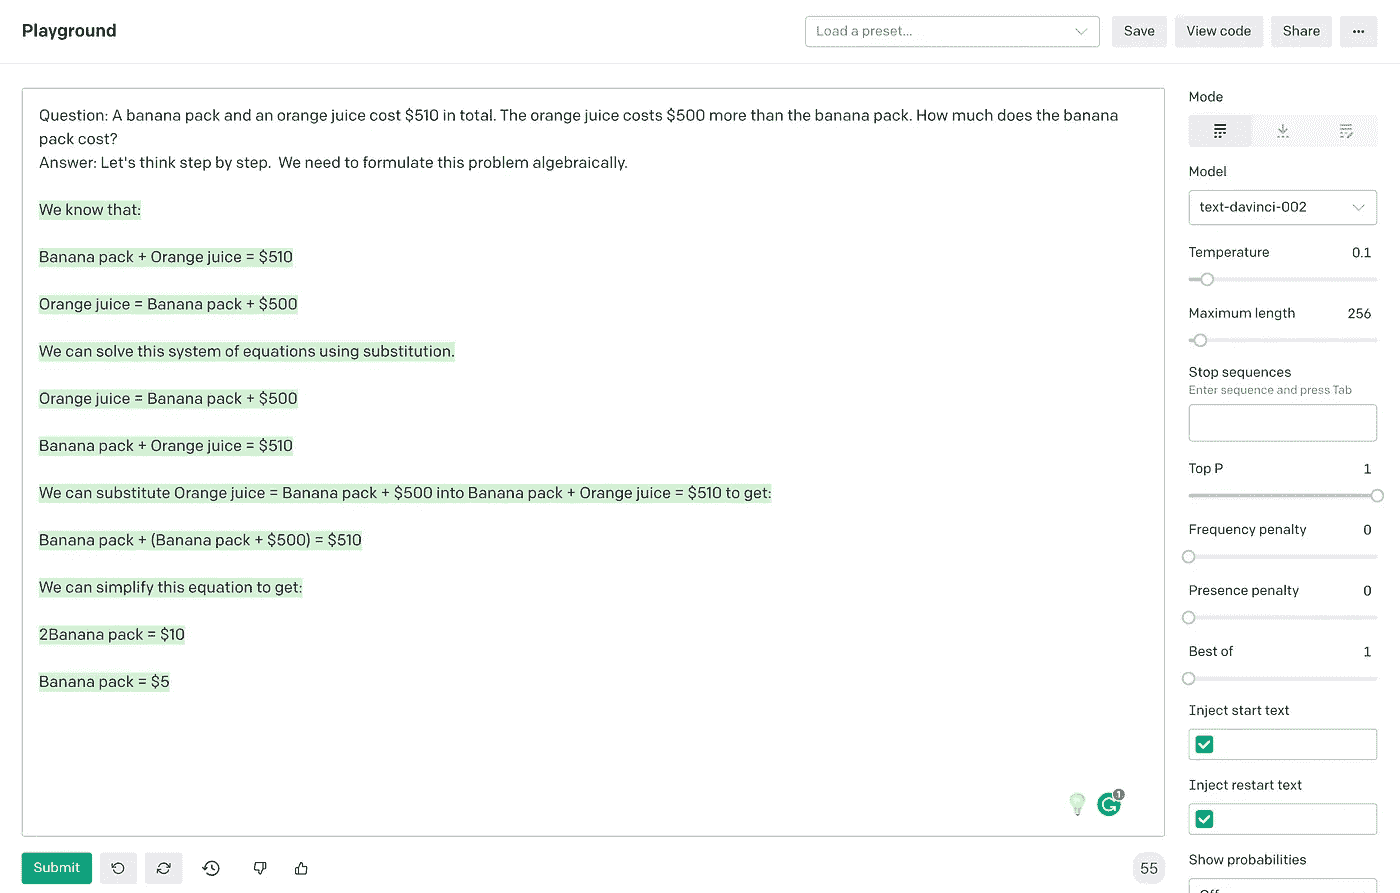 Playground
Load a preset...
Save
View code
Share
...
Question: A banana pack and an orange juice cost $510 in total. The orange juice costs $500 more than the banana pack. How much does the banana
pack cost?
Answer: Let's think step by step.  We need to formulate this problem algebraically.
We know that:
Banana pack + Orange juice = $510
Orange juice = Banana pack + $500
We can solve this system of equations using substitution.
Orange juice = Banana pack + $500
Banana pack + Orange juice = $510
We can substitute Orange juice = Banana pack + $500 into Banana pack + Orange juice = $510 to get:
Banana pack + (Banana pack + $500) = $510
We can simplify this equation to get:
2Banana pack = $10
Banana pack = $5
1
Submit
55
Mode
Model
text-davinci-002
Temperature 0.1
Maximum length 256
Stop sequences
Enter sequence and press Tab
Top P 1
Frequency penalty 0
Presence penalty 0
Best of 1
Inject start text
Inject restart text
Show probabilities
Off